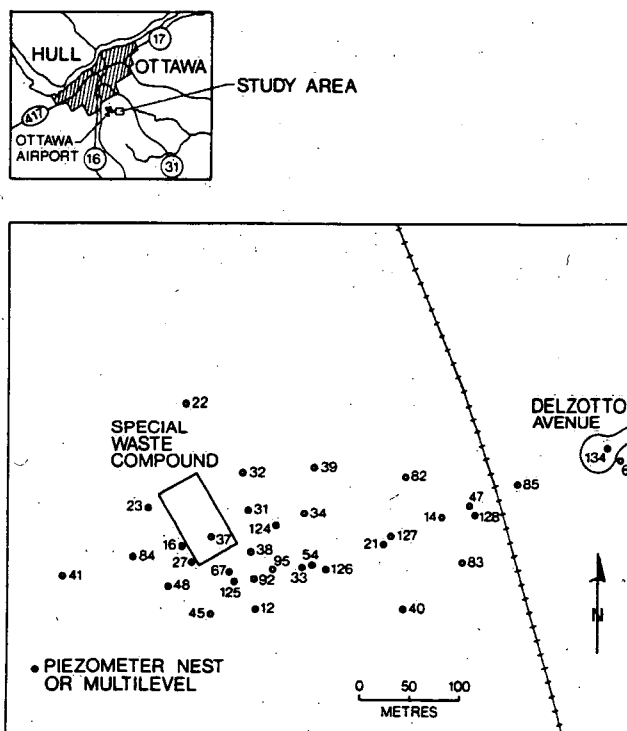 HULL
17
OTTAWA
STUDY AREA
417
OTTAWA
AIRPORT
16
31
22
SPECIAL
WASTE
COMPOUND
DELZOTTO
AVENUE
134
6
32
39
82
85
23
31
34
47
124
14
128
16
37
127
21
84
38
95
54
27
33
126
83
41
67
48
125
92
45
12
40
N
PIEZOMETER NEST
OR MULTILEVEL
0 50 100
METRES